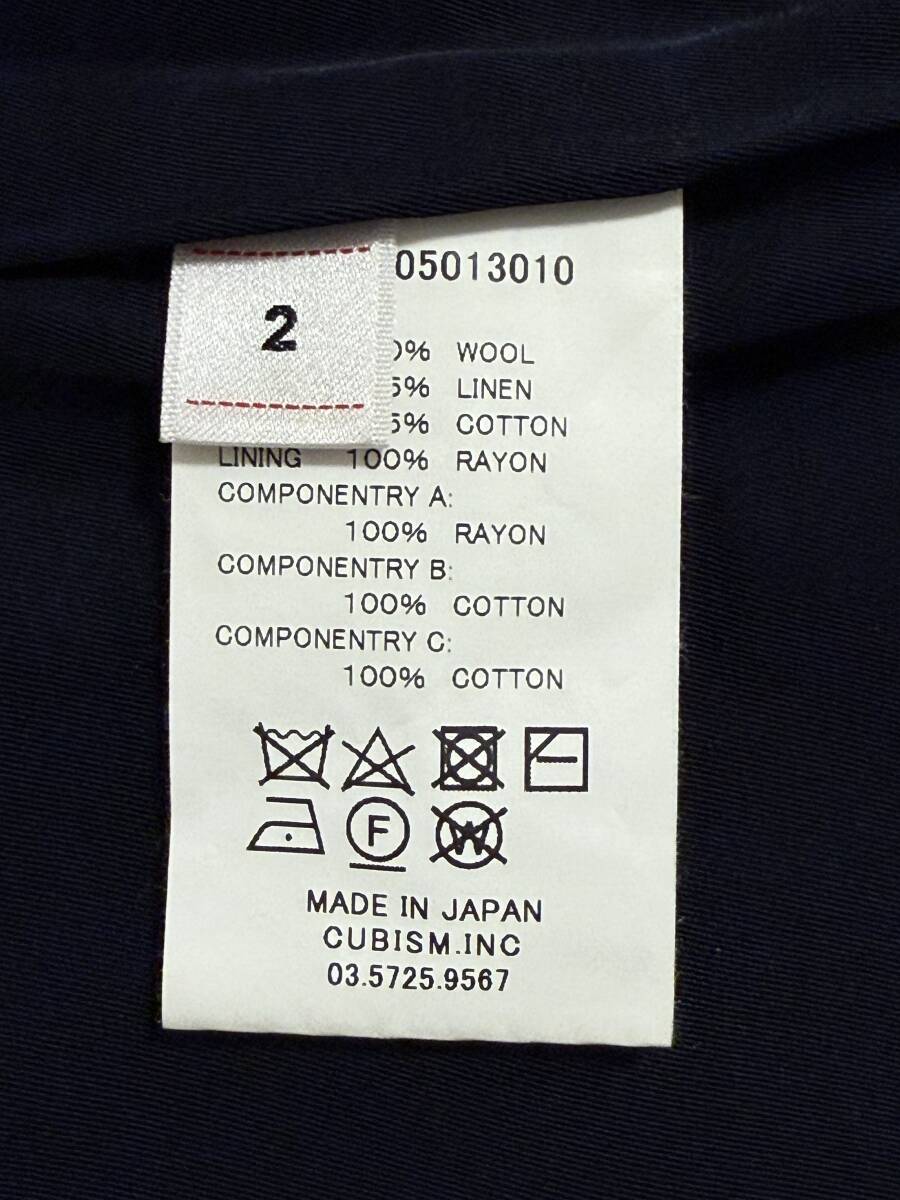 2
05013010
% WOOL
5% LINEN
5% COTTON
LINING 100% RAYON
COMPONENTRY A:
100% RAYON
COMPONENTRY B:
100% COTTON
COMPONENTRY C:
100% COTTON
F
W
MADE IN JAPAN
CUBISM.INC
03.5725.9567